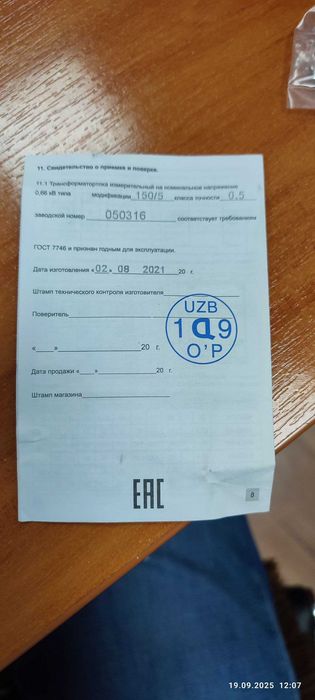 11. Свидетельство о приемке и поверке.
11.1 Трансформатор тока измерительный на номинальное напряжение
0,66 кВ типа модификации 150/5 класса точности 0.5
заводской номер 050316 соответствует требованиям
ГОСТ 7746 и признан годным для эксплуатации.
Дата изготовления «02» 08 2021 20 г.
Штамп технического контроля изготовителя
Поверитель
UZB
1 9
O'P
« » 20 г.
Дата продажи « » 20 г.
Штамп магазина
EAC
8
19.09.2025 12:07